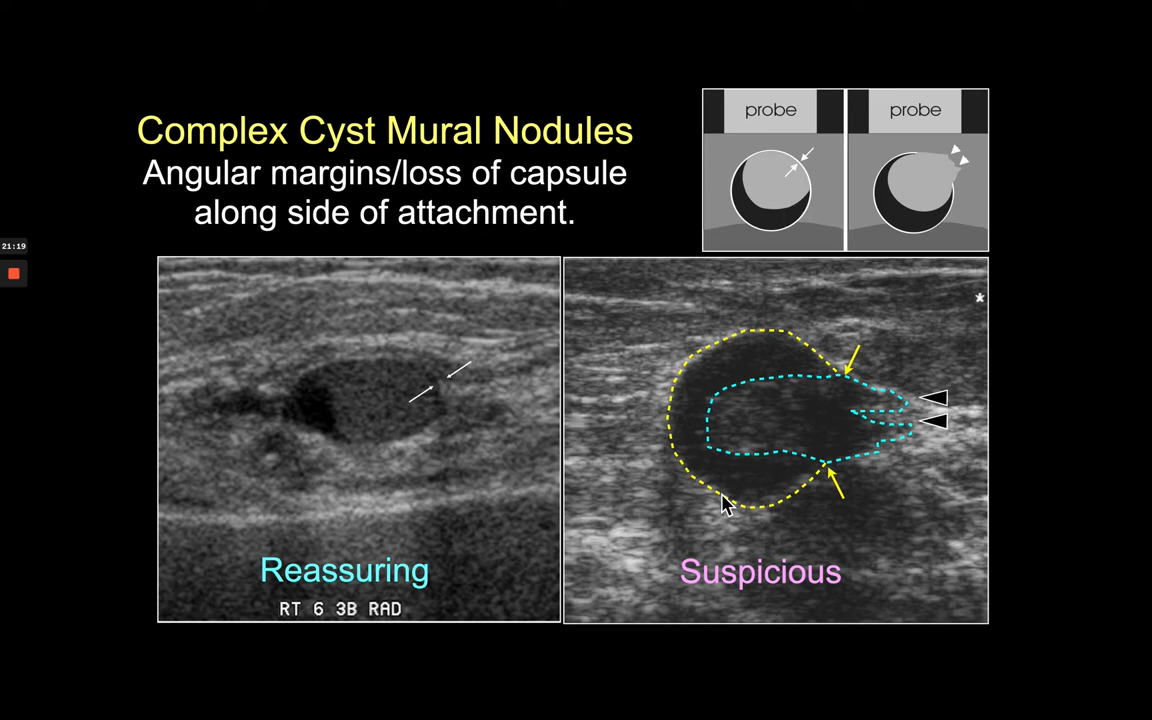 Complex Cyst Mural Nodules
Angular margins/loss of capsule
along side of attachment.
probe
probe
21:19
Reassuring
RT 6 3B RAD
Suspicious